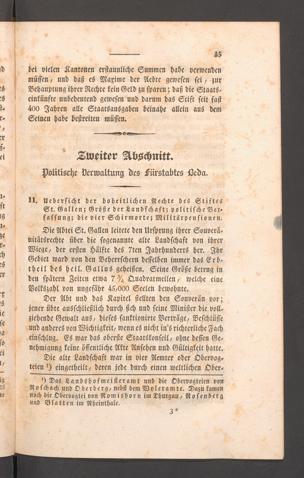 35
bei vielen Kantonen erstaunliche Summen habe verwenden
müssen, und daß es Maxime der Aebte gewesen sei, zur
Behauptung ihrer Rechte kein Geld zu sparen; daß die Staats-
einkünfte unbedeutend gewesen und darum das Stift seit fast
400 Jahren alle Staatsausgaben beinahe allein aus dem
Seinen habe bestreiten müssen.
Zweiter Abschnitt.
Politische Verwaltung des Fürstabtes Beda.
11. Uebersicht der hoheitlichen Rechte des Stiftes
St. Gallen; Größe der Landschaft; politische Ver-
fassung; die vier Schirmorte; Militärpensionen.
Die Abtei St. Gallen leitete den Ursprung ihrer Souverä-
nitätsrechte über die sogenannte alte Landschaft von ihrer
Wiege, der ersten Hälfte des 7ten Jahrhunderts her. Ihr
Gebiet ward von den Beherrschern desselben immer das Erb-
theil des heil. Gallus geheißen. Seine Größe betrug in
den spätern Zeiten etwa 7 ¾ Quadratmeilen, welche eine
Volkszahl von ungefähr 45,000 Seelen bewohnte.
Der Abt und das Kapitel stellten den Souverän vor;
jener übte ausschließlich durch sich und seine Minister die voll-
ziehende Gewalt aus, dieses sanktionirte Verträge, Beschlüsse
und anderes von Wichtigkeit, wenn es nicht in's richterliche Fach
einschlug. Es war das oberste Staatskonseil, ohne dessen Ge-
nehmigung keine öffentliche Akte Ansehen und Gültigkeit hatte.
Die alte Landschaft war in vier Aemter oder Obervog-
teien ¹) eingetheilt, deren jede durch einen weltlichen Ober-
¹) Das Landshofmeisteramt und die Obervogteien von
Roschach und Oberberg, nebst dem Wyleramte. Dazu kamen
noch die Obervogteien von Romishorn im Thurgau, Rosenberg
und Blatten im Rheinthale.
3*